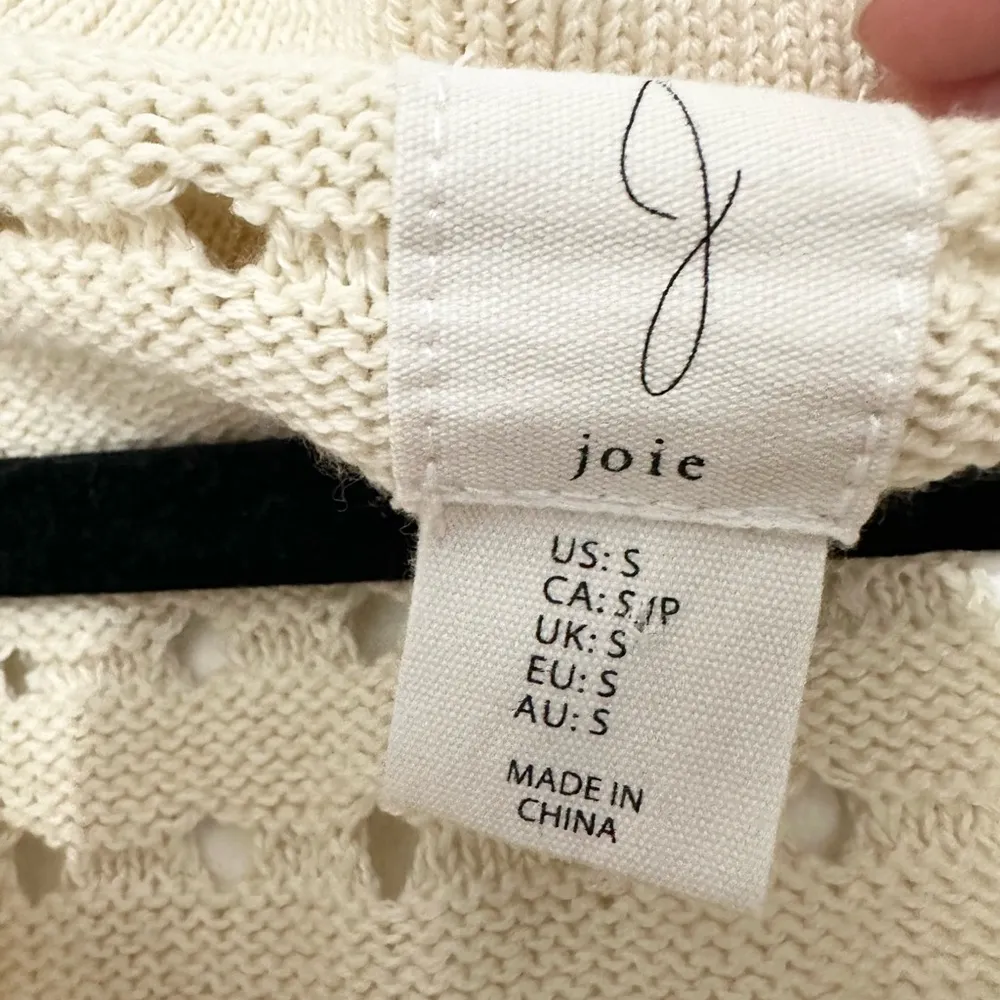 J
joie
US: S
CA: S/P
UK: S
EU: S
AU: S
MADE IN
CHINA